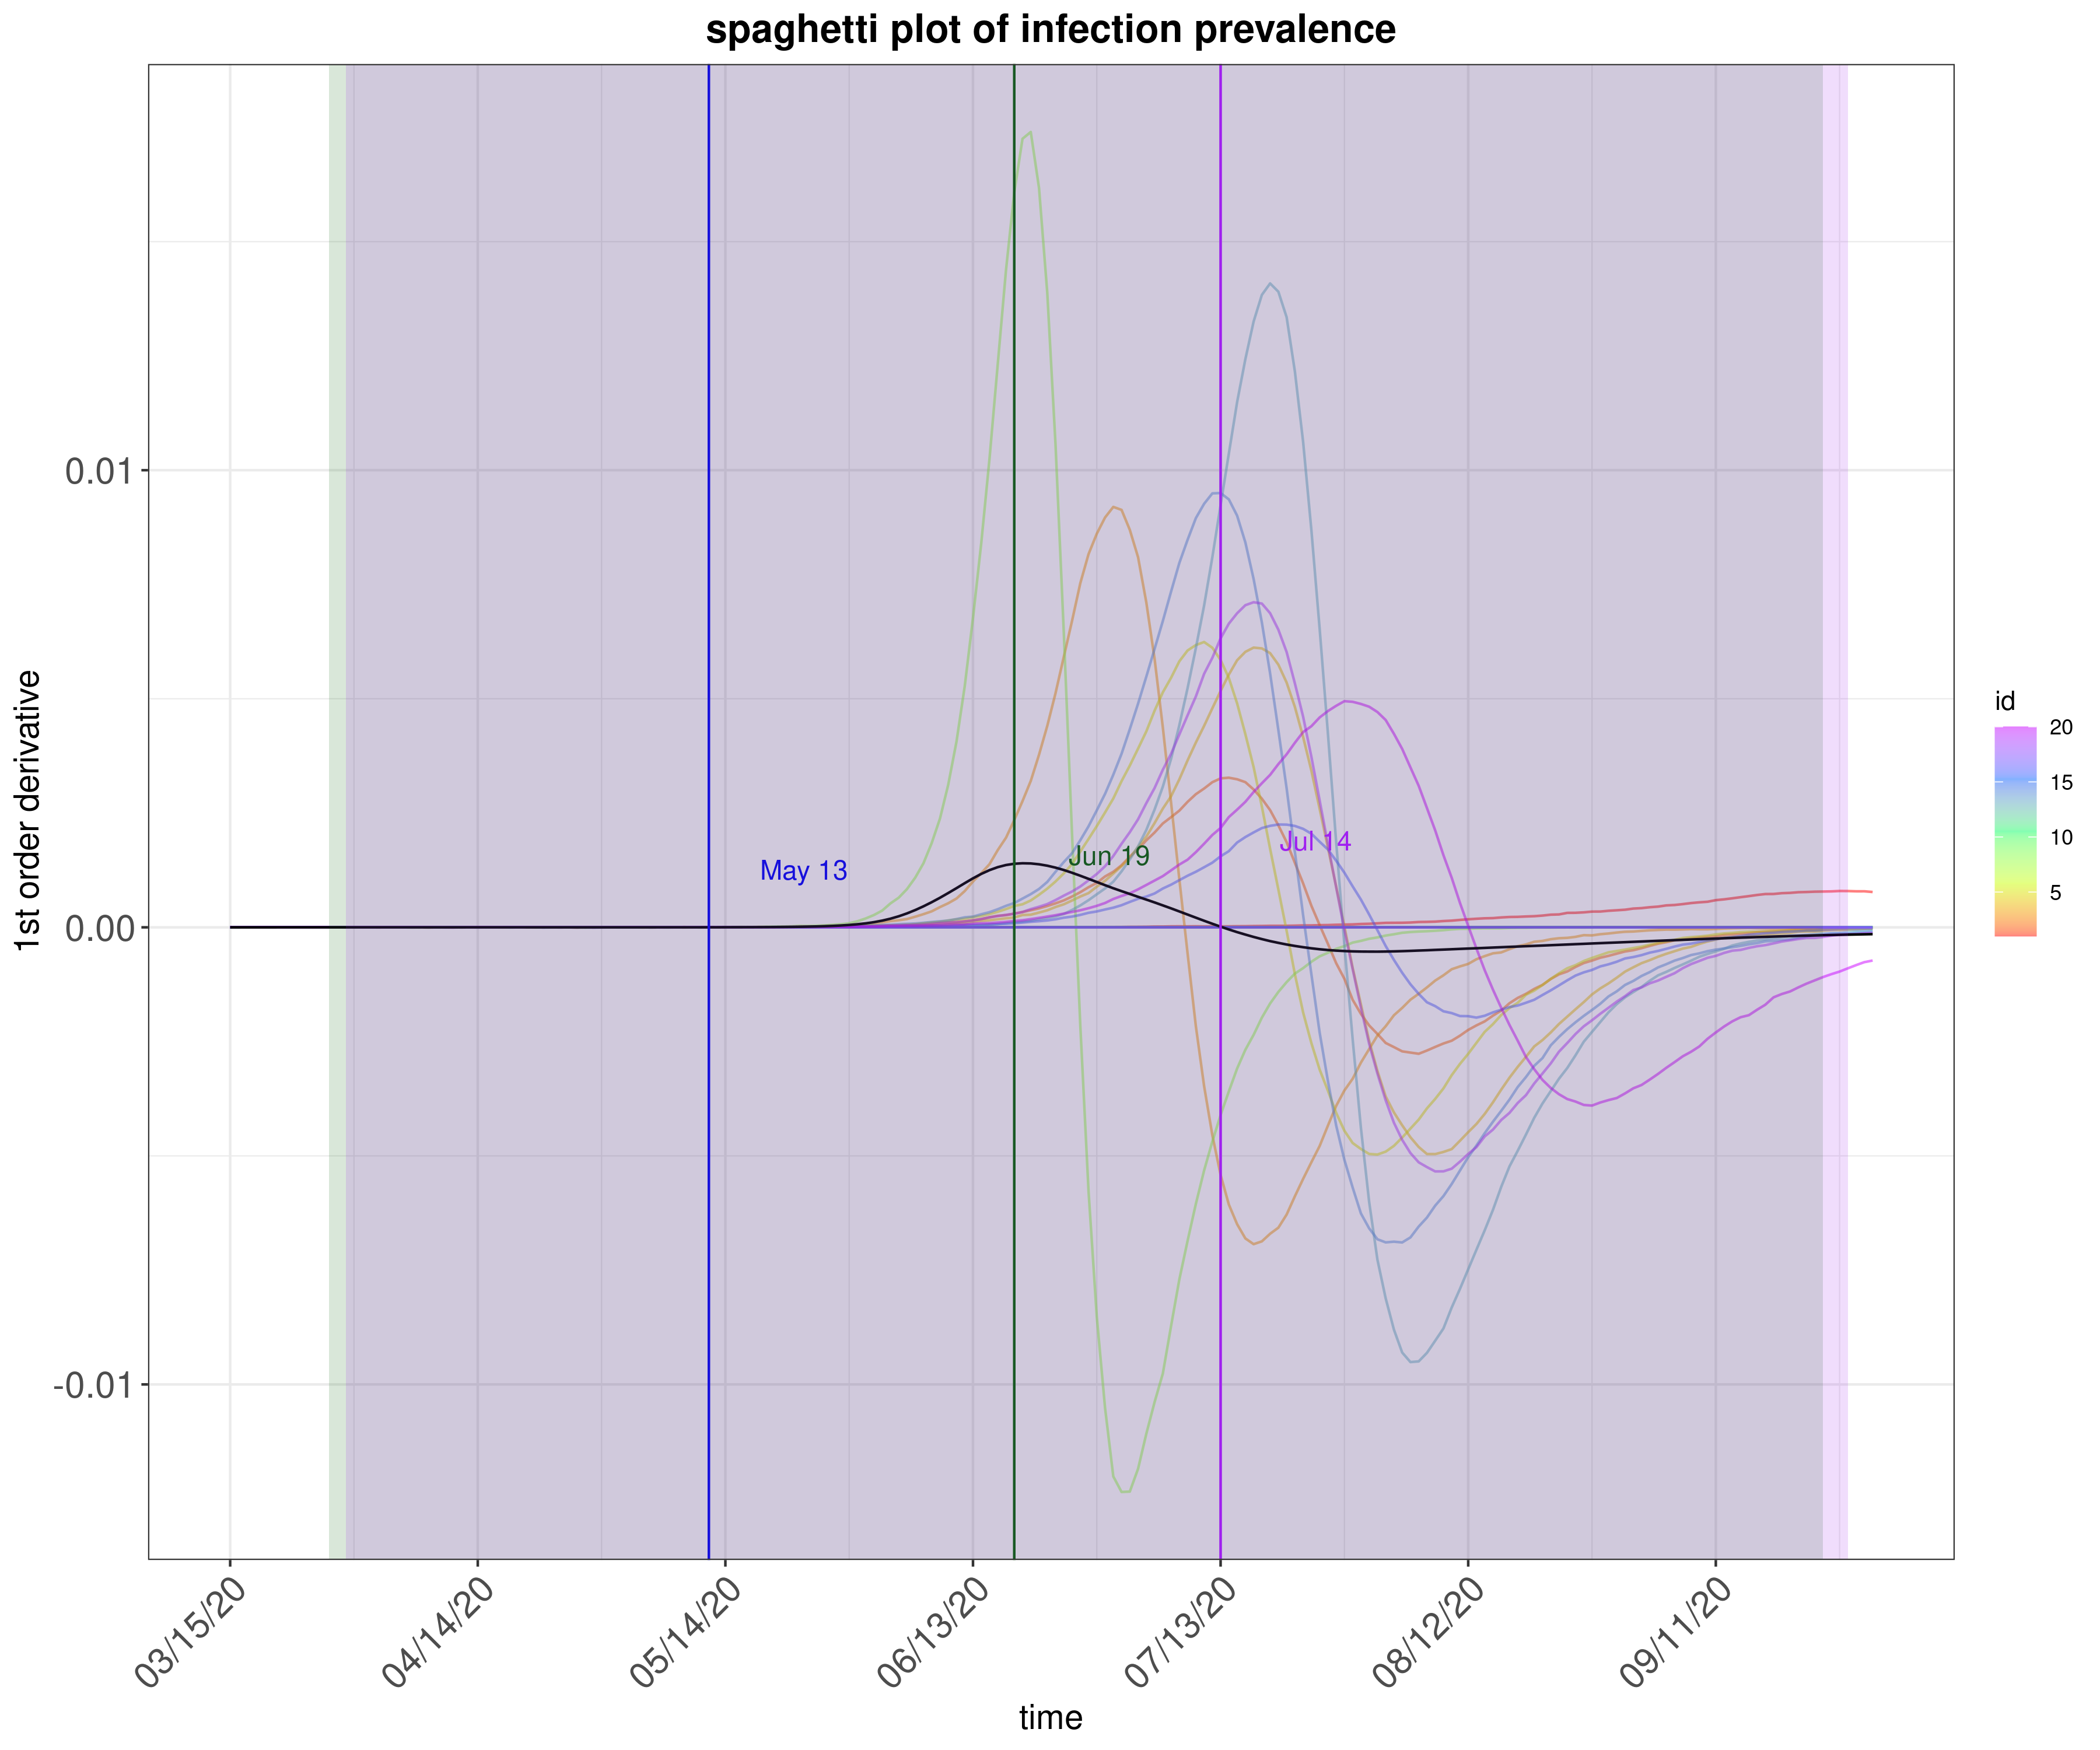 spaghetti plot of infection prevalence
1st order derivative
0.01
0.00
-0.01
May 13
Jun 19
Jul 14
id
20
15
10
5
03/15/20
04/14/20
05/14/20
06/13/20
07/13/20
08/12/20
09/11/20
time